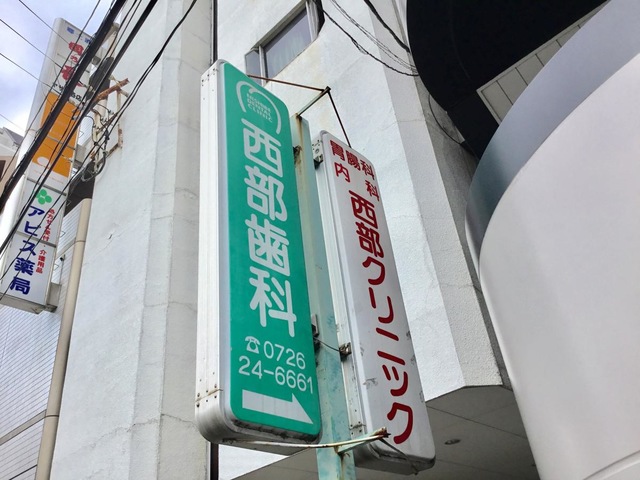 西部歯科
☎0726
24-6661
胃腸科
内科
西部クリニック
アピス薬局